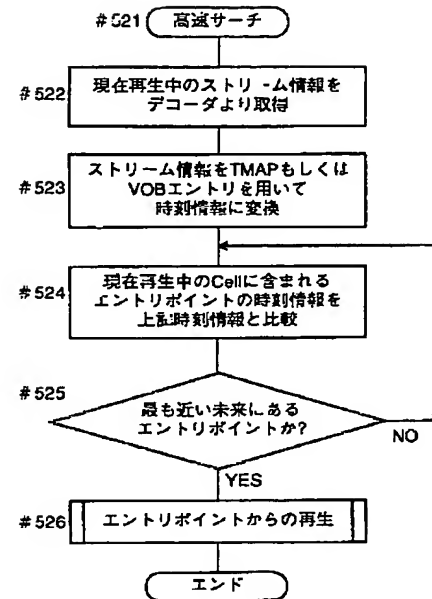 #521 高速サーチ
#522 現在再生中のストリーム情報を
デコーダより取得
#523 ストリーム情報をTMAPもしくは
VOBエントリを用いて
時刻情報に変換
#524 現在再生中のCellに含まれる
エントリポイントの時刻情報を
上記時刻情報と比較
#525 最も近い未来にある
エントリポイントか?
NO
YES
#526 エントリポイントからの再生
エンド